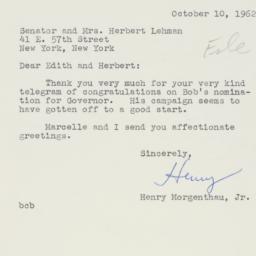 October 10, 1962
Senator and Mrs. Herbert Lehman
41 E. 57th Street
New York, New York
File
Dear Edith and Herbert:
Thank you very much for your very kind
telegram of congratulations on Bob's nomina-
tion for Governor. His campaign seems to
have gotten off to a good start.
Marcelle and I send you affectionate
greetings.
Sincerely,
Henry
Henry Morgenthau, Jr.
bcb